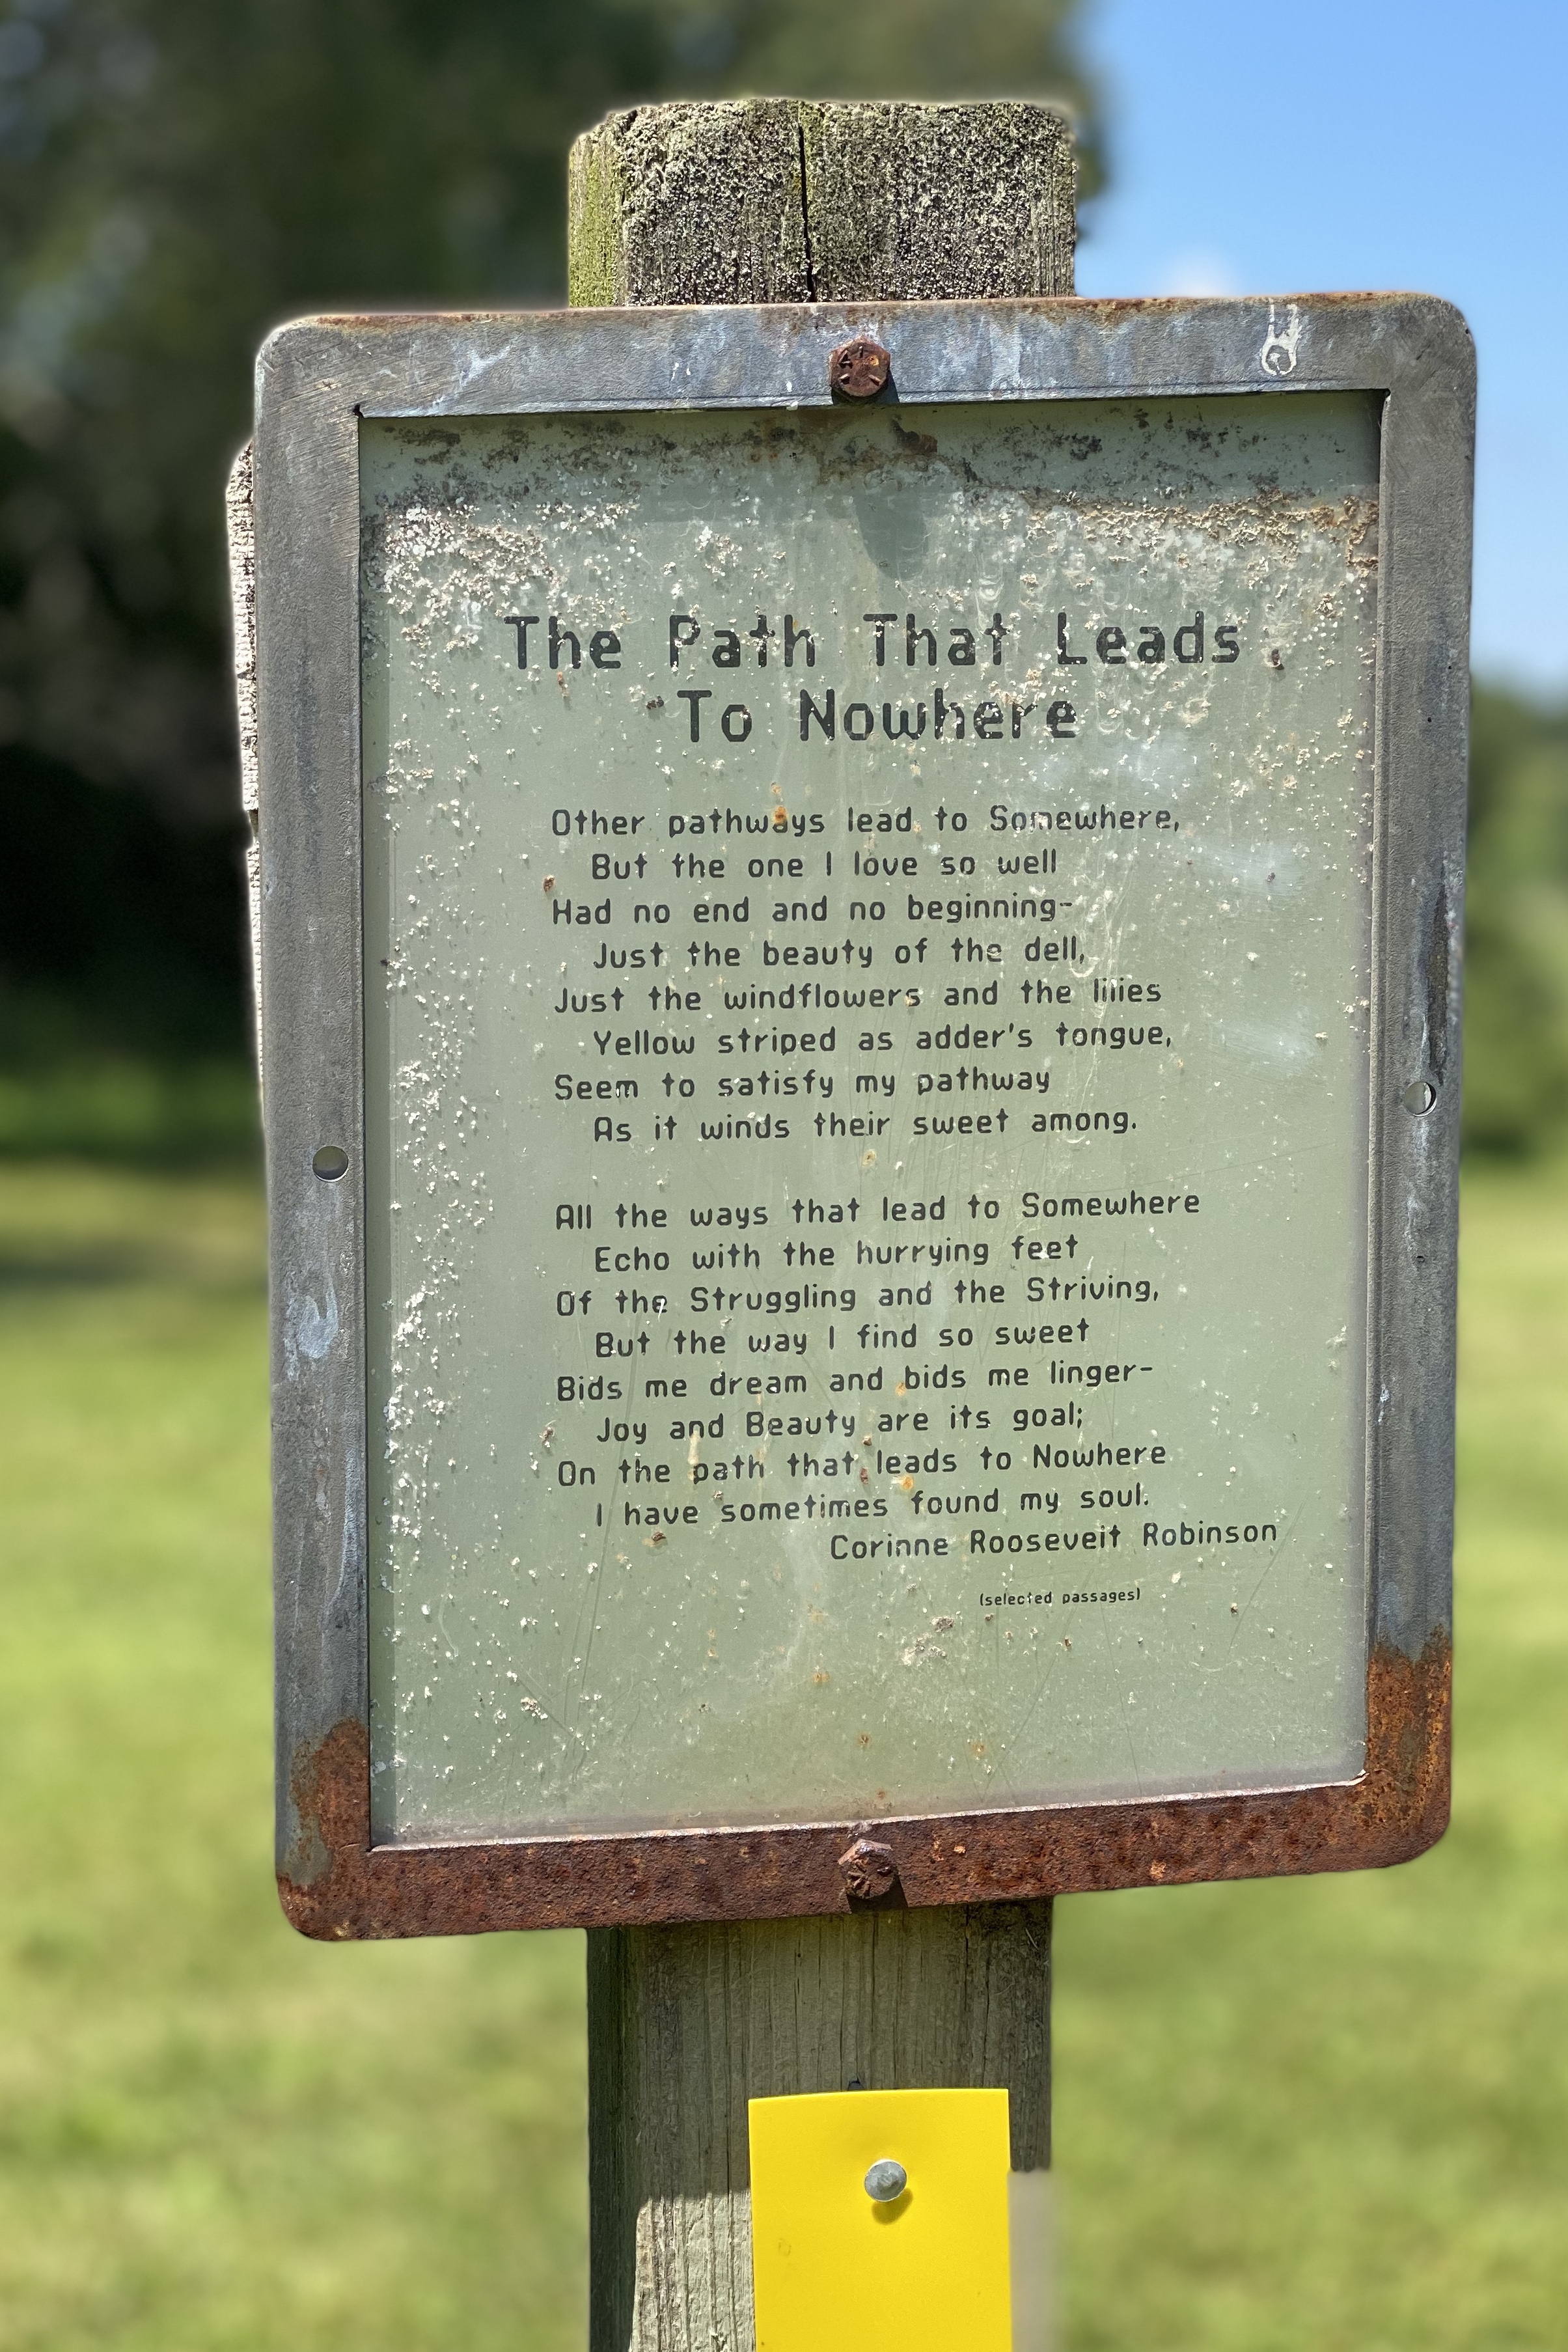 The Path That Leads
To Nowhere
Other pathways lead to Somewhere,
But the one I love so well
Had no end and no beginning-
Just the beauty of the dell,
Just the windflowers and the lilies
Yellow striped as adder's tongue,
Seem to satisfy my pathway
As it winds their sweet among.
All the ways that lead to Somewhere
Echo with the hurrying feet
Of the Struggling and the Striving,
But the way I find so sweet
Bids me dream and bids me linger-
Joy and Beauty are its goal;
On the path that leads to Nowhere
I have sometimes found my soul.
Corinne Roosevelt Robinson
(selected passages)